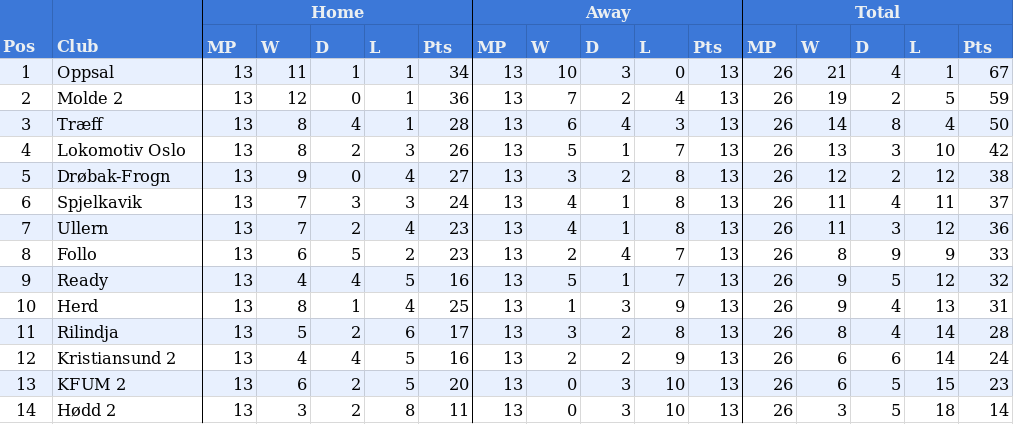 Home Away Total
Pos Club MP W D L Pts MP W D L Pts MP W D L Pts
1 Oppsal 13 11 1 1 34 13 10 3 0 13 26 21 4 1 67
2 Molde 2 13 12 0 1 36 13 7 2 4 13 26 19 2 5 59
3 Træff 13 8 4 1 28 13 6 4 3 13 26 14 8 4 50
4 Lokomotiv Oslo 13 8 2 3 26 13 5 1 7 13 26 13 3 10 42
5 Drøbak-Frogn 13 9 0 4 27 13 3 2 8 13 26 12 2 12 38
6 Spjelkavik 13 7 3 3 24 13 4 1 8 13 26 11 4 11 37
7 Ullern 13 7 2 4 23 13 4 1 8 13 26 11 3 12 36
8 Follo 13 6 5 2 23 13 2 4 7 13 26 8 9 9 33
9 Ready 13 4 4 5 16 13 5 1 7 13 26 9 5 12 32
10 Herd 13 8 1 4 25 13 1 3 9 13 26 9 4 13 31
11 Rilindja 13 5 2 6 17 13 3 2 8 13 26 8 4 14 28
12 Kristiansund 2 13 4 4 5 16 13 2 2 9 13 26 6 6 14 24
13 KFUM 2 13 6 2 5 20 13 0 3 10 13 26 6 5 15 23
14 Hødd 2 13 3 2 8 11 13 0 3 10 13 26 3 5 18 14